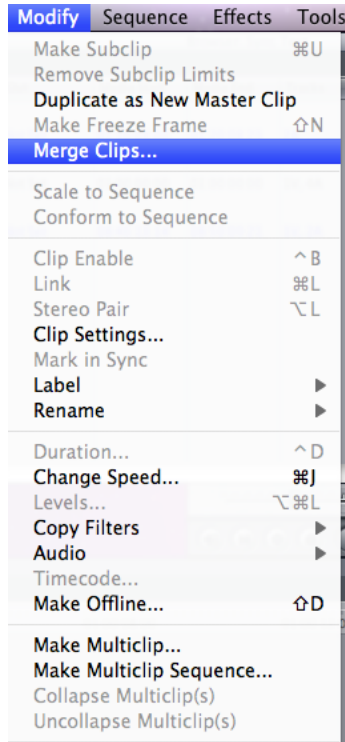 Modify Sequence Effects Tools
Make Subclip ⌘U
Remove Subclip Limits
Duplicate as New Master Clip
Make Freeze Frame ⇧N
Merge Clips...
Scale to Sequence
Conform to Sequence
Clip Enable ^B
Link ⌘L
Stereo Pair ⌥L
Clip Settings...
Mark in Sync
Label ▶
Rename ▶
Duration... ^D
Change Speed... ⌘J
Levels... ⌥⌘L
Copy Filters ▶
Audio ▶
Timecode...
Make Offline... ⇧D
Make Multiclip...
Make Multiclip Sequence...
Collapse Multiclip(s)
Uncollapse Multiclip(s)